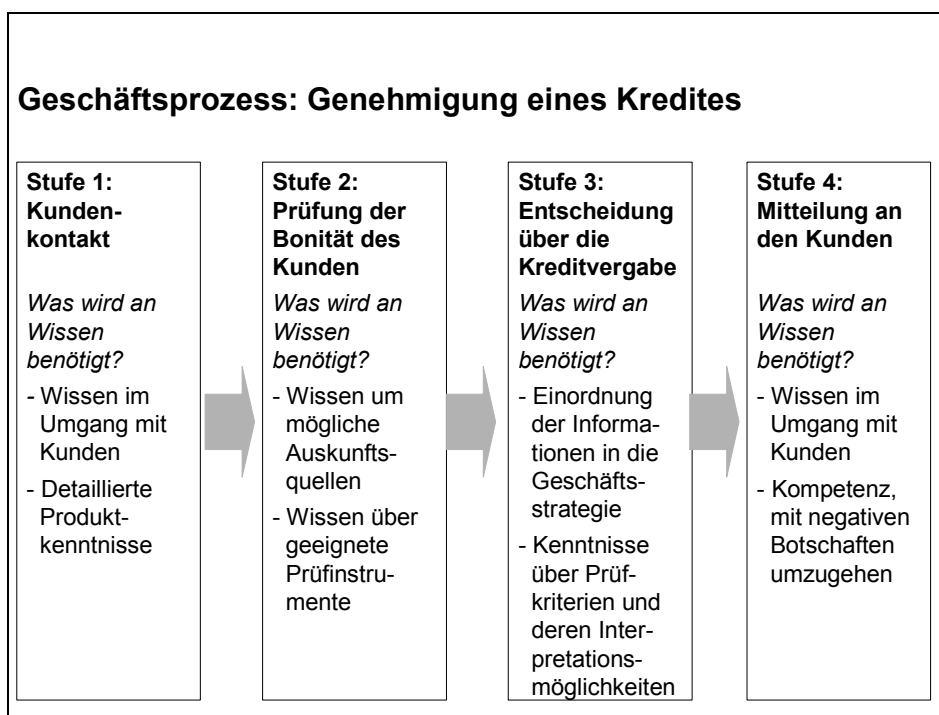 Geschäftsprozess: Genehmigung eines Kredites
Stufe 1:
Kunden-
kontakt
Was wird an
Wissen
benötigt?
- Wissen im
Umgang mit
Kunden
- Detaillierte
Produkt-
kenntnisse
Stufe 2:
Prüfung der
Bonität des
Kunden
Was wird an
Wissen
benötigt?
- Wissen um
mögliche
Auskunfts-
quellen
- Wissen über
geeignete
Prüfinstru-
mente
Stufe 3:
Entscheidung
über die
Kreditvergabe
Was wird an
Wissen
benötigt?
- Einordnung
der Informa-
tionen in die
Geschäfts-
strategie
- Kenntnisse
über Prüf-
kriterien und
deren Inter-
pretations-
möglichkeiten
Stufe 4:
Mitteilung an
den Kunden
Was wird an
Wissen
benötigt?
- Wissen im
Umgang mit
Kunden
- Kompetenz,
mit negativen
Botschaften
umzugehen